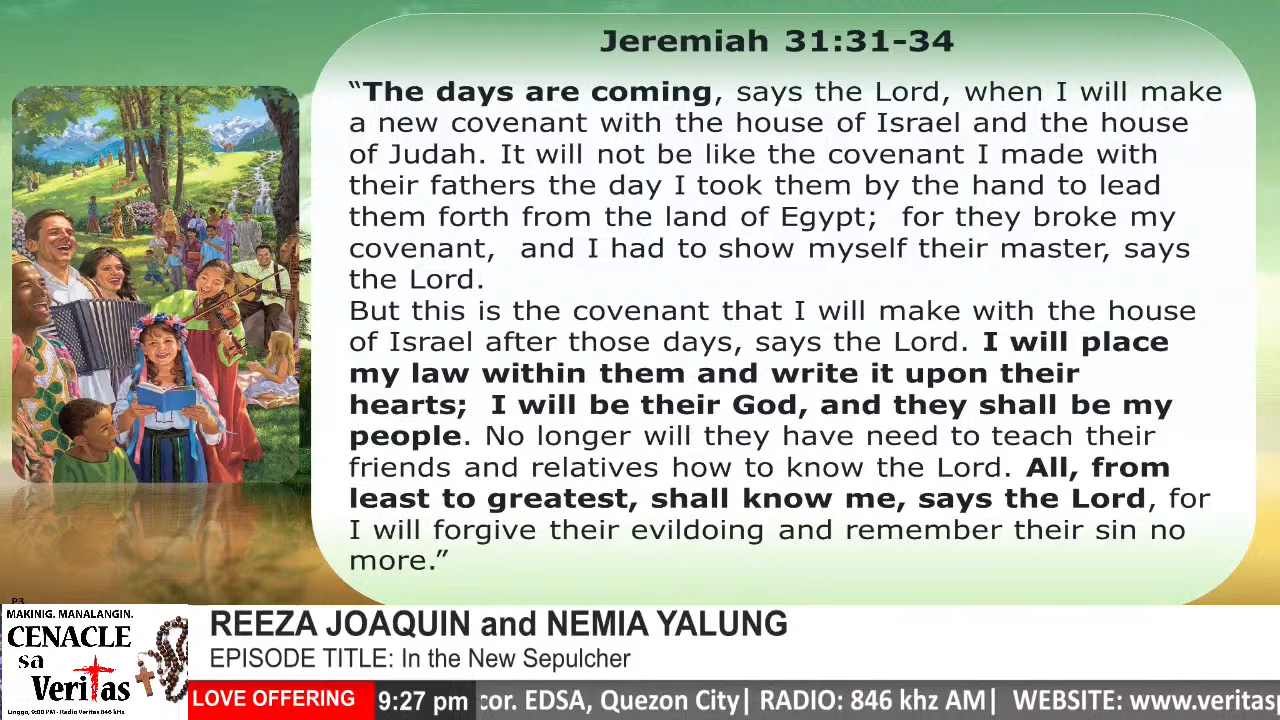 Jeremiah 31:31-34
“The days are coming, says the Lord, when I will make
a new covenant with the house of Israel and the house
of Judah. It will not be like the covenant I made with
their fathers the day I took them by the hand to lead
them forth from the land of Egypt;  for they broke my
covenant,  and I had to show myself their master, says
the Lord.
But this is the covenant that I will make with the house
of Israel after those days, says the Lord. I will place
my law within them and write it upon their
hearts;  I will be their God, and they shall be my
people. No longer will they have need to teach their
friends and relatives how to know the Lord. All, from
least to greatest, shall know me, says the Lord, for
I will forgive their evildoing and remember their sin no
more.”
P3
MAKINIG. MANALANGIN.
CENACLE
sa
Veritas
Linggo, 9:00 PM - Radio Veritas 846 kHz
REEZA JOAQUIN and NEMIA YALUNG
EPISODE TITLE: In the New Sepulcher
LOVE OFFERING
9:27 pm
cor. EDSA, Quezon City| RADIO: 846 khz AM|  WEBSITE: www.veritas